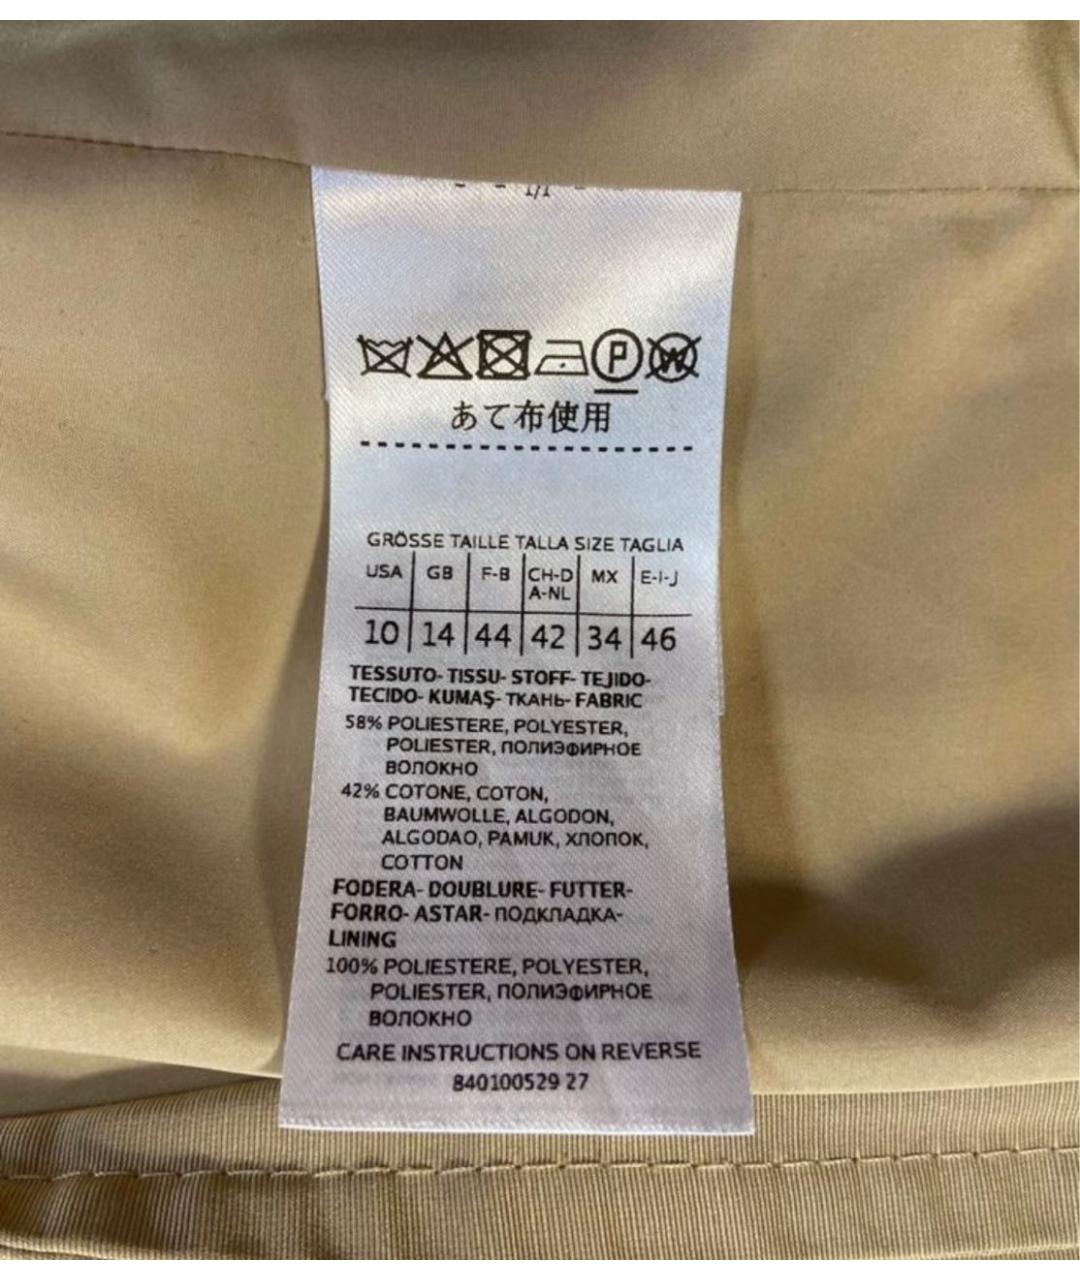 1/1
P W
あて布使用
GRÖSSE TAILLE TALLA SIZE TAGLIA
USA GB F-B CH-D A-NL MX E-I-J
10 14 44 42 34 46
TESSUTO- TISSU- STOFF- TEJIDO-
TECIDO- KUMAŞ- ТКАНЬ- FABRIC
58% POLIESTERE, POLYESTER,
POLIESTER, ПОЛИЭФИРНОЕ
ВОЛОКНО
42% COTONE, COTON,
BAUMWOLLE, ALGODON,
ALGODAO, PAMUK, ХЛОПОК,
COTTON
FODERA- DOUBLURE- FUTTER-
FORRO- ASTAR- ПОДКЛАДКА-
LINING
100% POLIESTERE, POLYESTER,
POLIESTER, ПОЛИЭФИРНОЕ
ВОЛОКНО
CARE INSTRUCTIONS ON REVERSE
840100529 27